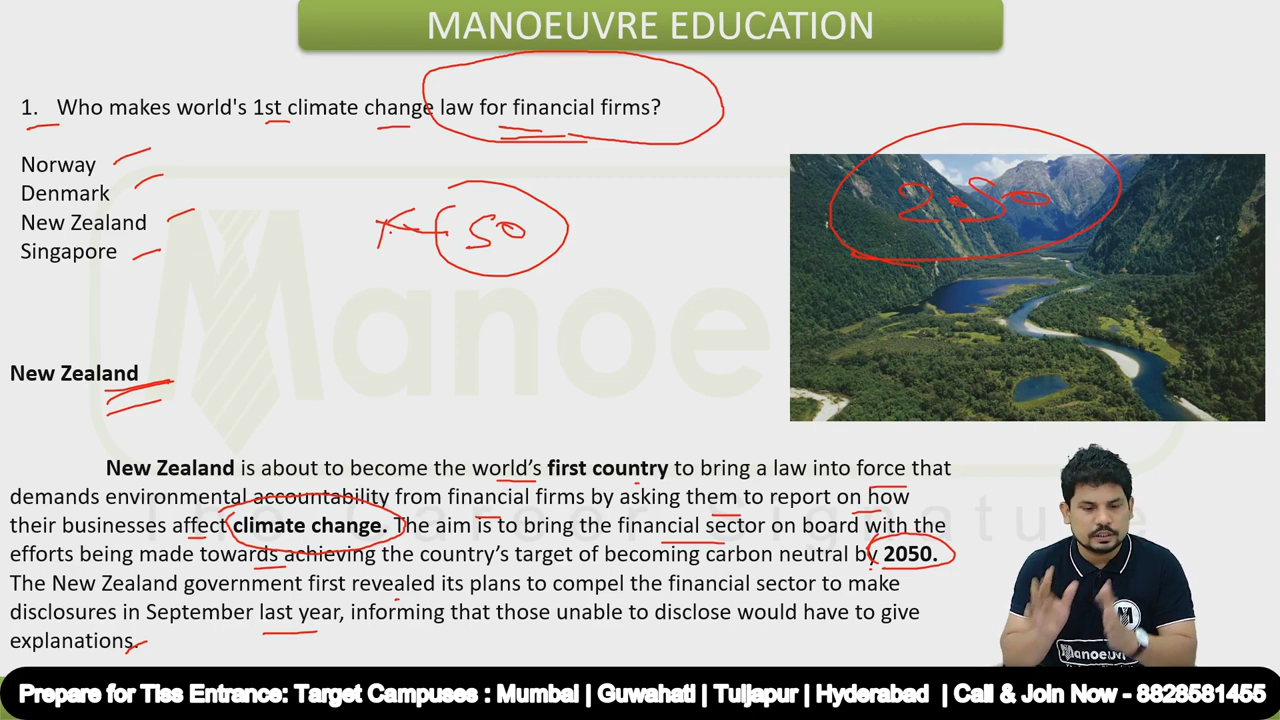 MANOEUVRE EDUCATION
1. Who makes world's 1st climate change law for financial firms?
Norway
Denmark
New Zealand
Singapore
50
2050
New Zealand
New Zealand is about to become the world's first country to bring a law into force that
demands environmental accountability from financial firms by asking them to report on how
their businesses affect climate change. The aim is to bring the financial sector on board with the
efforts being made towards achieving the country's target of becoming carbon neutral by 2050.
The New Zealand government first revealed its plans to compel the financial sector to make
disclosures in September last year, informing that those unable to disclose would have to give
explanations.
Manoeuvre
The Career Signature
Manoeuvr
Prepare for Tiss Entrance: Target Campuses : Mumbai | Guwahati | Tuljapur | Hyderabad | Call & Join Now - 8828581455